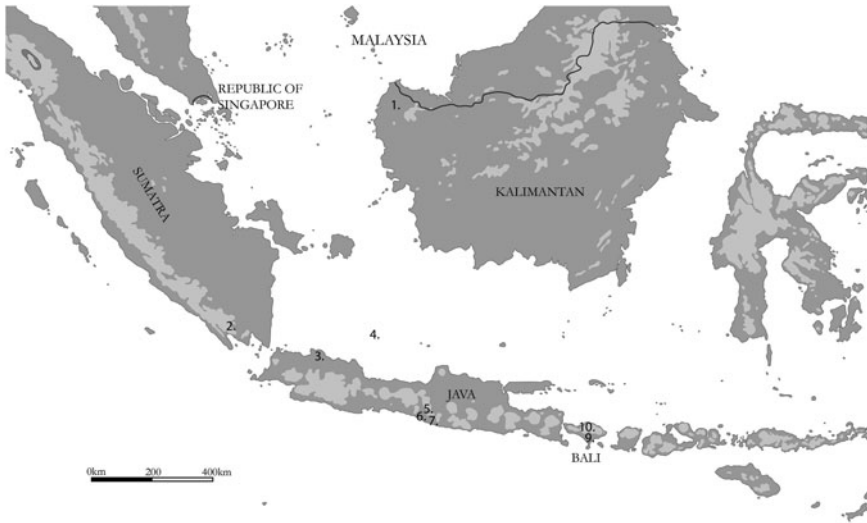 MALAYSIA
REPUBLIC OF
SINGAPORE
1.
SUMATRA
KALIMANTAN
2.
4.
3.
JAVA
5.
6.
7.
10.
9.
BALI
0km 200 400km